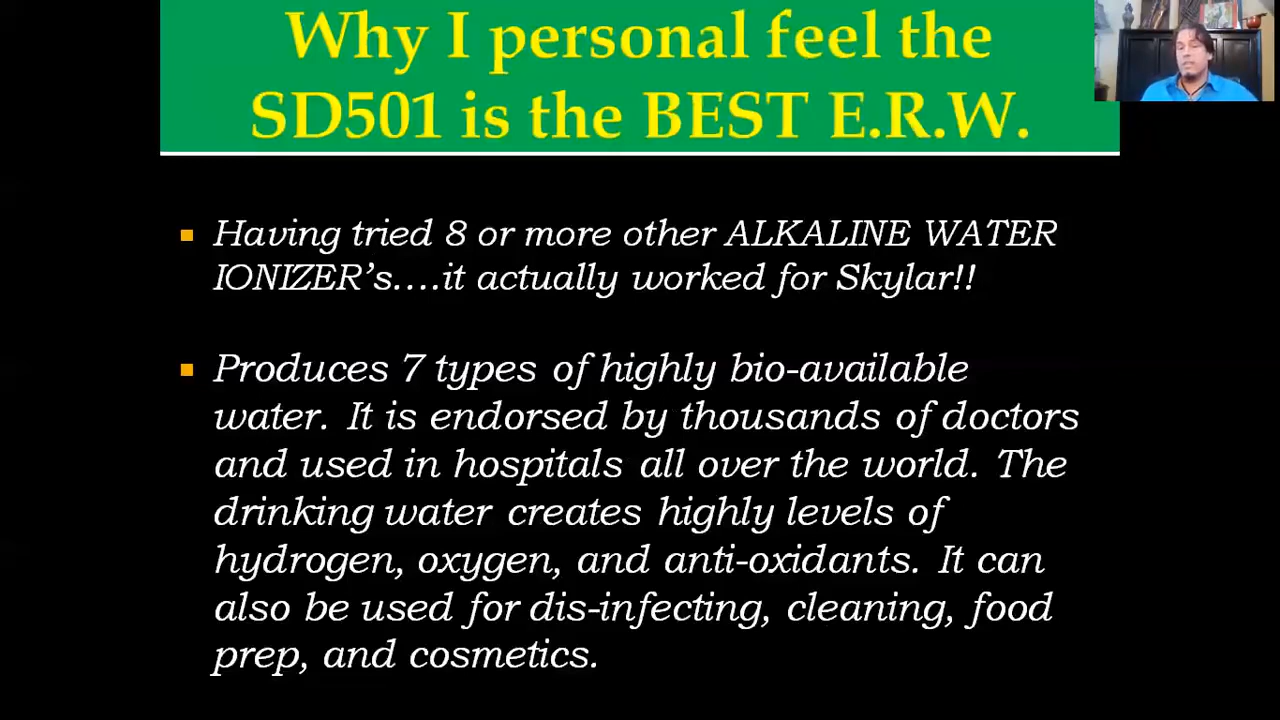 Why I personal feel the
SD501 is the BEST E.R.W.
Having tried 8 or more other ALKALINE WATER
IONIZER’s....it actually worked for Skylar!!
Produces 7 types of highly bio-available
water. It is endorsed by thousands of doctors
and used in hospitals all over the world. The
drinking water creates highly levels of
hydrogen, oxygen, and anti-oxidants. It can
also be used for dis-infecting, cleaning, food
prep, and cosmetics.